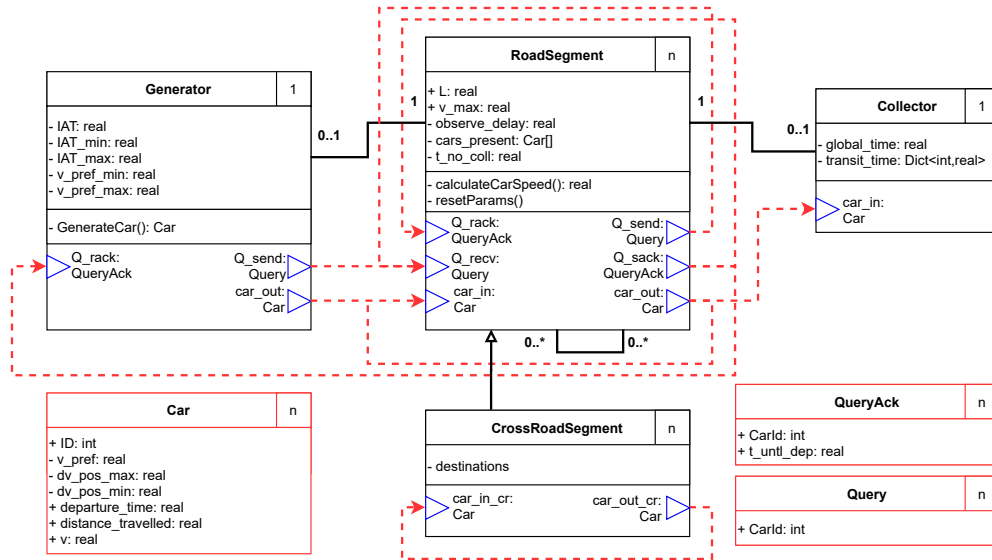 Generator
1
- IAT: real
- IAT_min: real
- IAT_max: real
- v_pref_min: real
- v_pref_max: real
- GenerateCar(): Car
Q_rack:
QueryAck
Q_send:
Query
car_out:
Car
0..1
1
RoadSegment
n
+ L: real
+ v_max: real
- observe_delay: real
- cars_present: Car[]
- t_no_coll: real
- calculateCarSpeed(): real
- resetParams()
Q_rack:
QueryAck
Q_recv:
Query
car_in:
Car
Q_send:
Query
Q_sack:
QueryAck
car_out:
Car
0..*
0..*
1
0..1
Collector
1
- global_time: real
- transit_time: Dict<int,real>
car_in:
Car
Car
n
+ ID: int
- v_pref: real
- dv_pos_max: real
- dv_pos_min: real
+ departure_time: real
+ distance_travelled: real
+ v: real
CrossRoadSegment
n
- destinations
car_in_cr:
Car
car_out_cr:
Car
QueryAck
n
+ CarId: int
+ t_untl_dep: real
Query
n
+ CarId: int